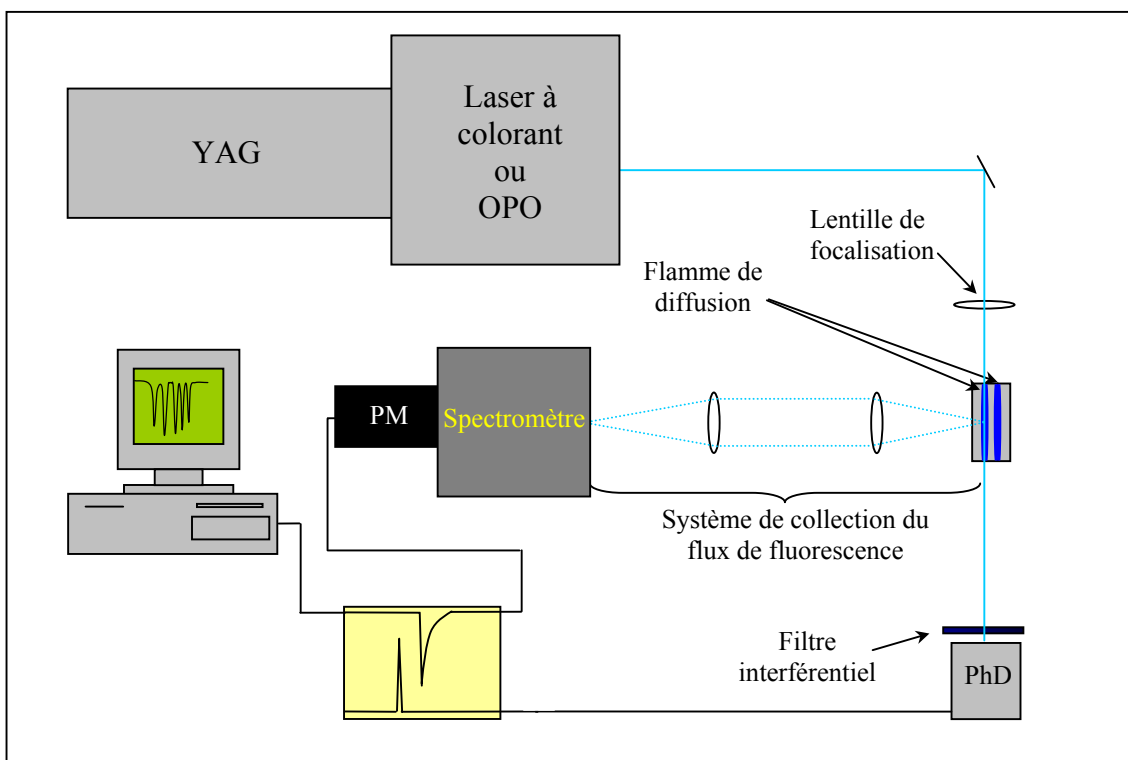 YAG
Laser à
colorant
ou
OPO
Lentille de
focalisation
Flamme de
diffusion
PM
Spectromètre
Système de collection du
flux de fluorescence
Filtre
interférentiel
PhD